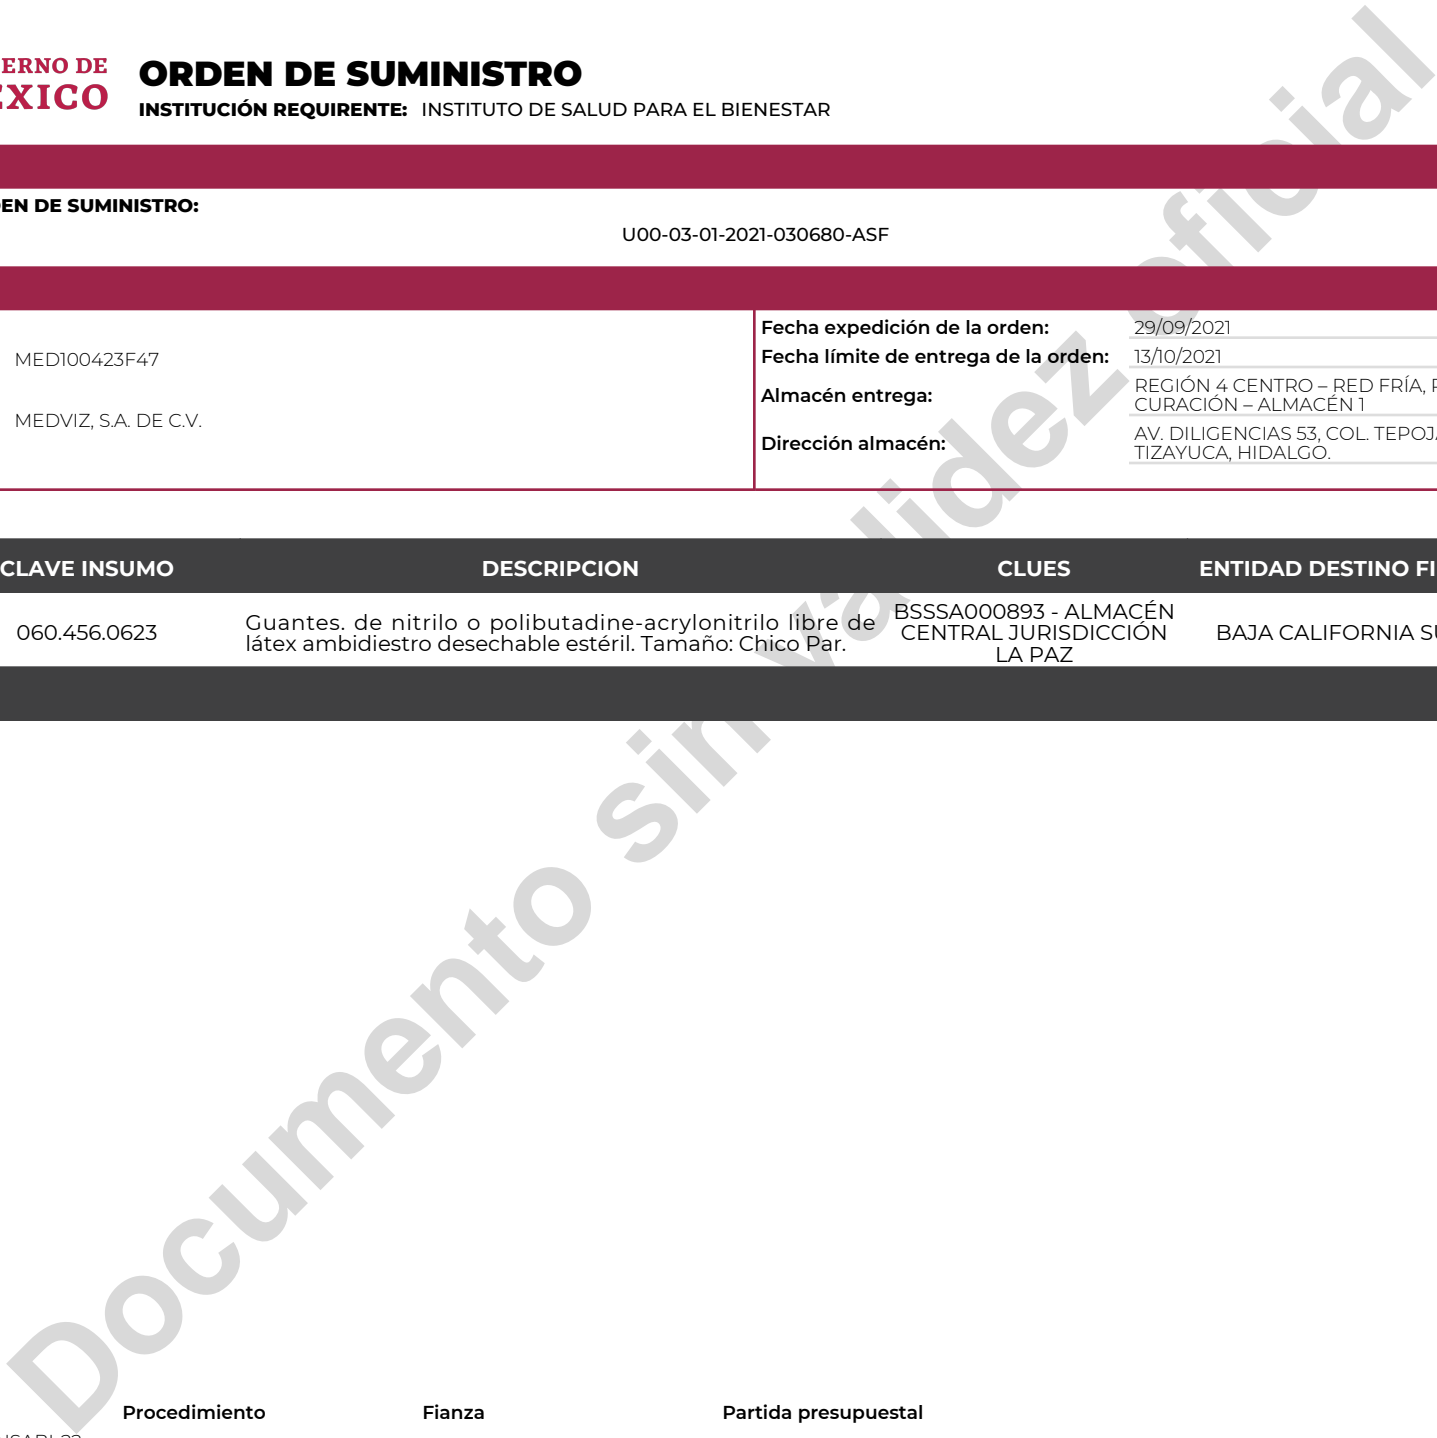 ERNO DE
ORDEN DE SUMINISTRO
INSTITUCIÓN REQUIRENTE: INSTITUTO DE SALUD PARA EL BIENESTAR
EN DE SUMINISTRO:
U00-03-01-2021-030680-ASF
MED100423F47
MEDVIZ, S.A. DE C.V.
Fecha expedición de la orden: 29/09/2021
Fecha límite de entrega de la orden: 13/10/2021
Almacén entrega: REGIÓN 4 CENTRO – RED FRÍA,
CURACIÓN – ALMACÉN 1
Dirección almacén: AV. DILIGENCIAS 53, COL. TEPOJ
TIZAYUCA, HIDALGO.
CLAVE INSUMO DESCRIPCION CLUES ENTIDAD DESTINO FI
060.456.0623
Guantes. de nitrilo o polibutadine-acrylonitrilo libre de
látex ambidiestro desechable estéril. Tamaño: Chico Par.
BSSSA000893 - ALMACÉN
CENTRAL JURISDICCIÓN
LA PAZ
BAJA CALIFORNIA S
Documento sin validez oficial
Procedimiento Fianza Partida presupuestal